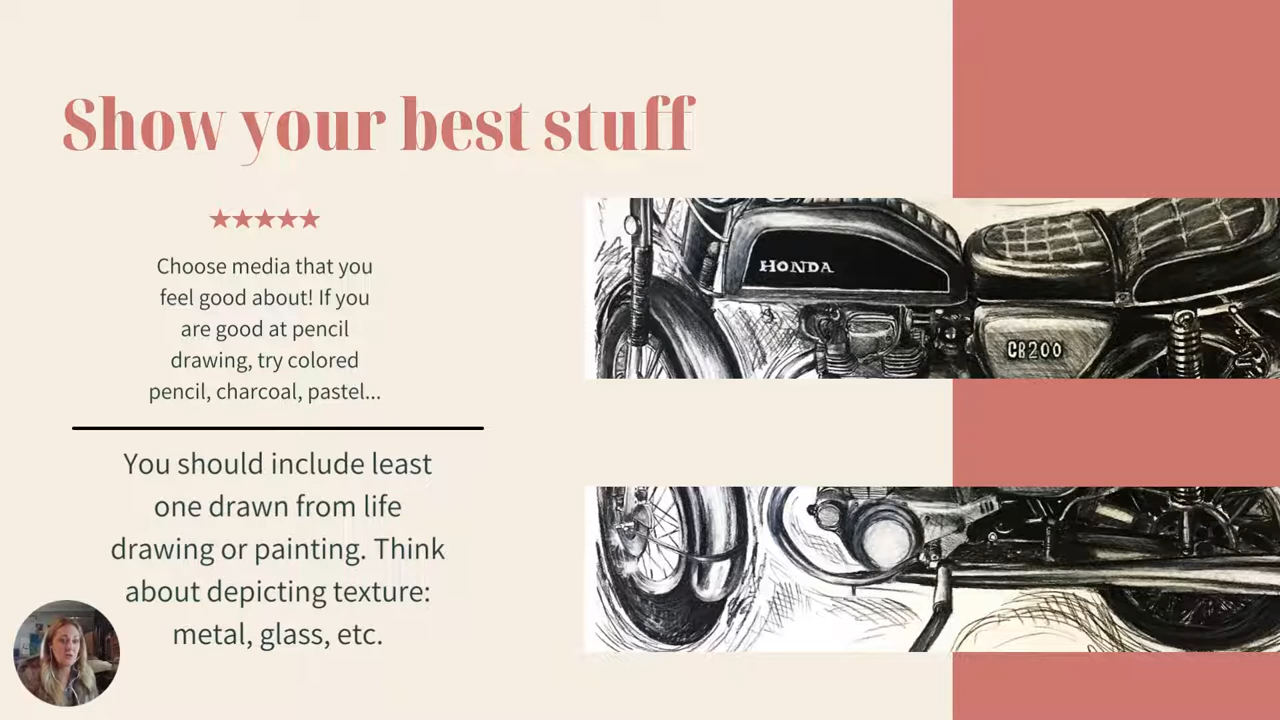 Show your best stuff
Choose media that you
feel good about! If you
are good at pencil
drawing, try colored
pencil, charcoal, pastel...
You should include least
one drawn from life
drawing or painting. Think
about depicting texture:
metal, glass, etc.
HONDA
CB200